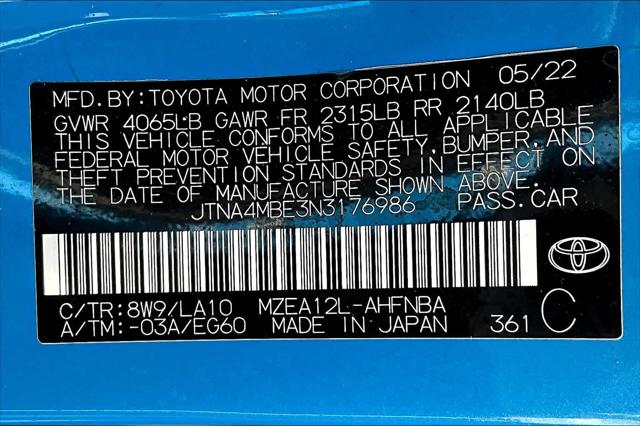 MFD.BY:TOYOTA MOTOR CORPORATION 05/22
GVWR 4065LB GAWR FR 2315LB RR 2140LB
THIS VEHICLE CONFORMS TO ALL APPLICABLE
FEDERAL MOTOR VEHICLE SAFETY,BUMPER,AND
THEFT PREVENTION STANDARDS IN EFFECT ON
THE DATE OF MANUFACTURE SHOWN ABOVE.
JTNA4MBE3N3176986 PASS.CAR
C/TR:8W9/LA10 MZEA12L-AHFNBA
A/TM:-03A/EG60 MADE IN JAPAN 361 C